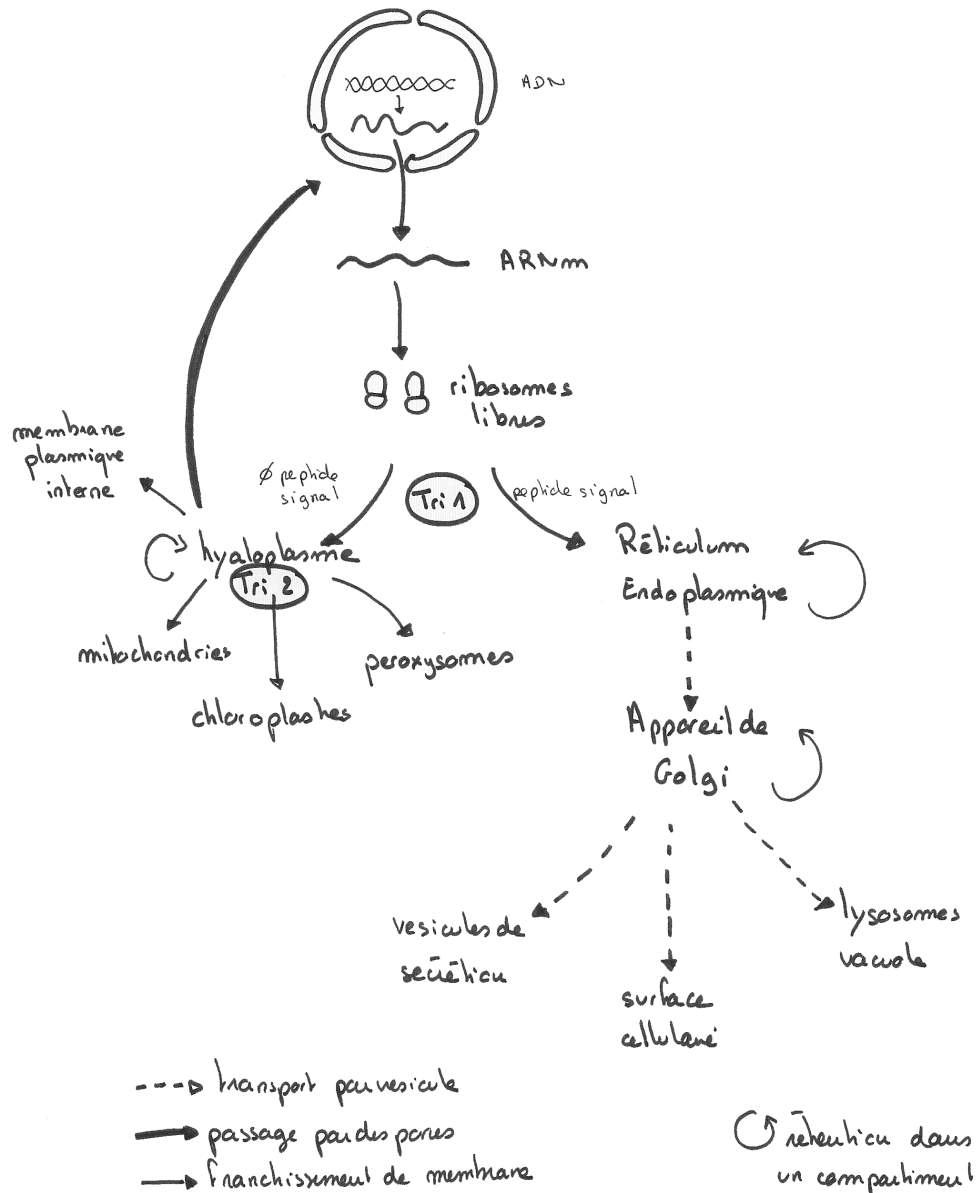 ADN
ARNm
ribosomes
libres
membrane
plasmique
interne
Ø peptide
signal
Tri 1
peptide signal
hyaloplasme
Tri 2
Réticulum
Endoplasmique
mitochondries
peroxysomes
chloroplastes
Appareil de
Golgi
vesicules de
secrétion
lysosomes
vacuole
surface
cellulaire
transport par vesicule
passage par des pores
franchissement de membrane
rétention dans
un compartiment